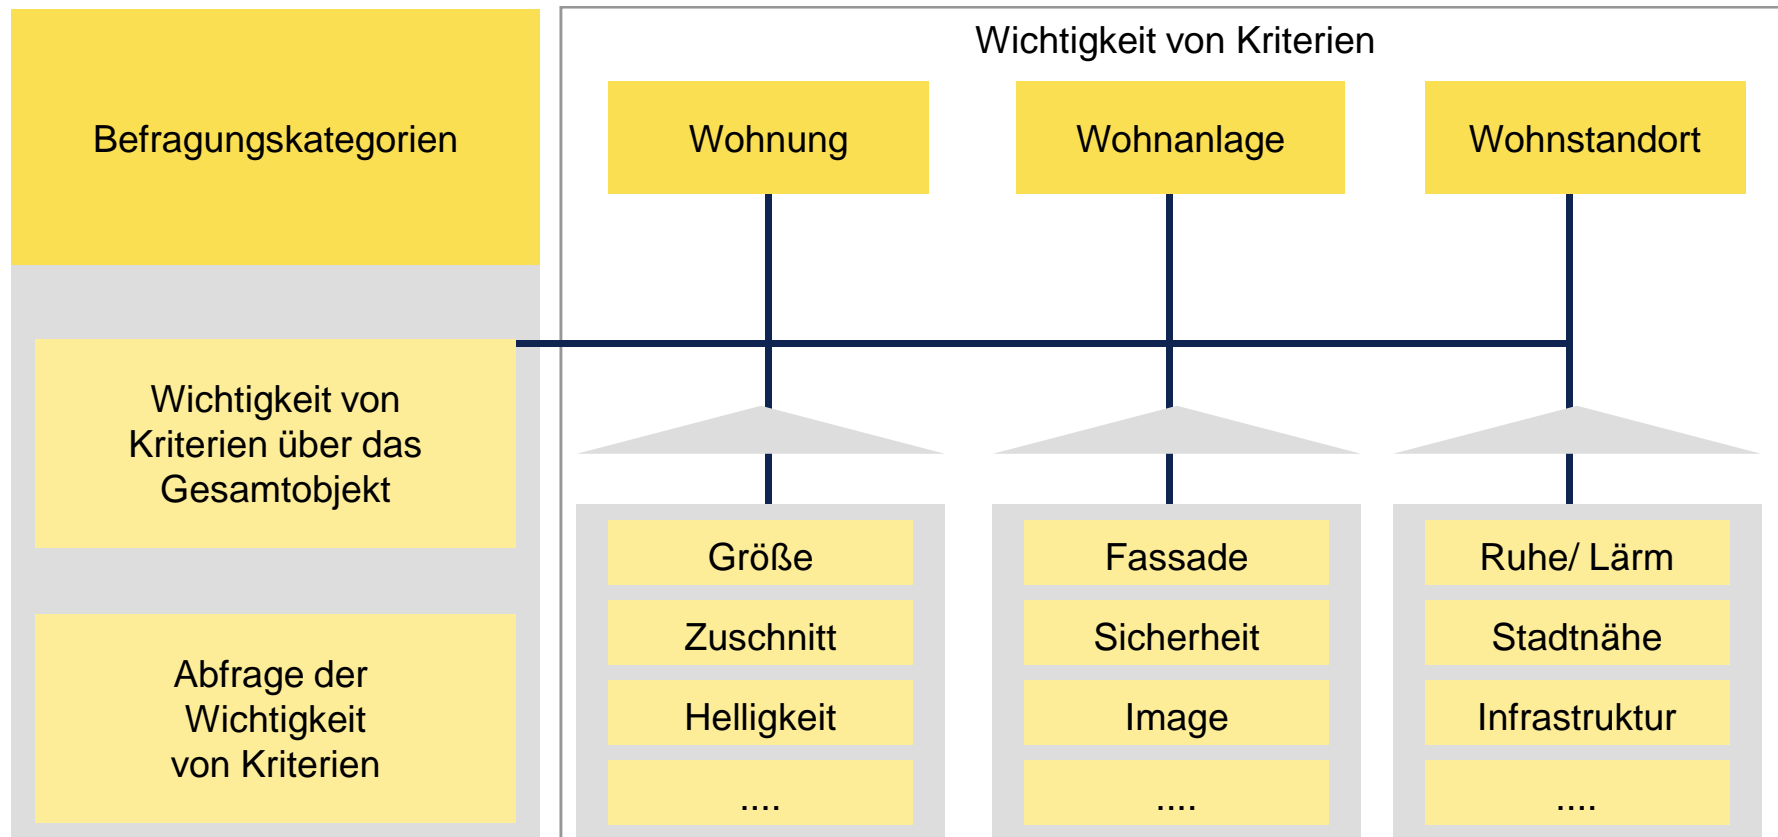 Wichtigkeit von Kriterien
Befragungskategorien
Wohnung
Wohnanlage
Wohnstandort
Wichtigkeit von
Kriterien über das
Gesamtobjekt
Größe
Fassade
Ruhe/ Lärm
Zuschnitt
Sicherheit
Stadtnähe
Abfrage der
Wichtigkeit
von Kriterien
Helligkeit
Image
Infrastruktur
....
....
....